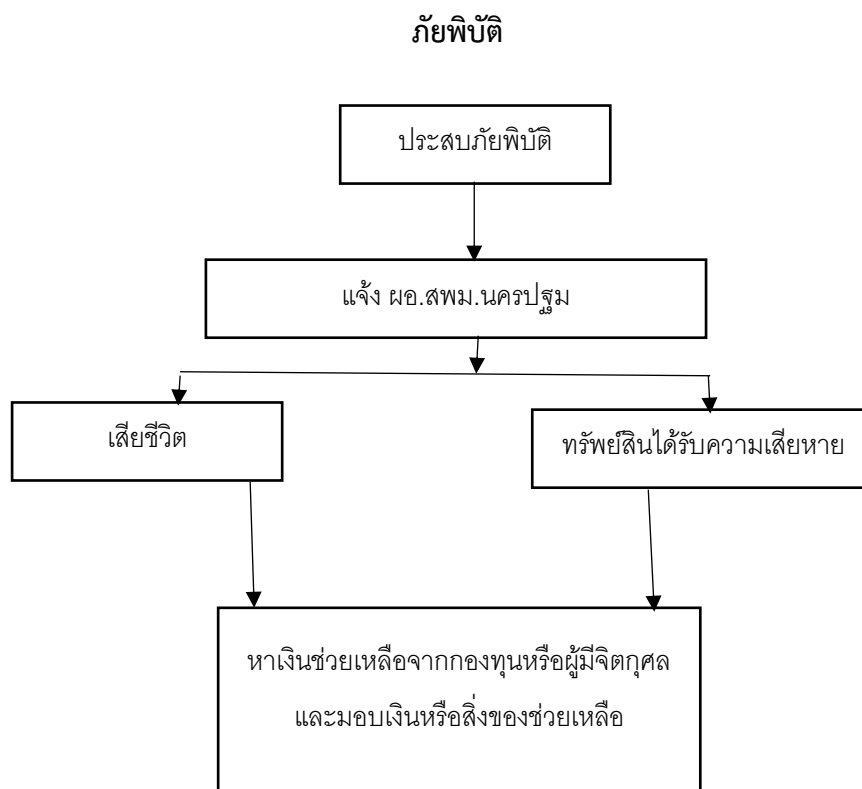 ภัยพิบัติ
ประสบภัยพิบัติ
แจ้ง ผอ.สพม.นครปฐม
เสียชีวิต
ทรัพย์สินได้รับความเสียหาย
หาเงินช่วยเหลือจากกองทุนหรือผู้มีจิตกุศล
และมอบเงินหรือสิ่งของช่วยเหลือ